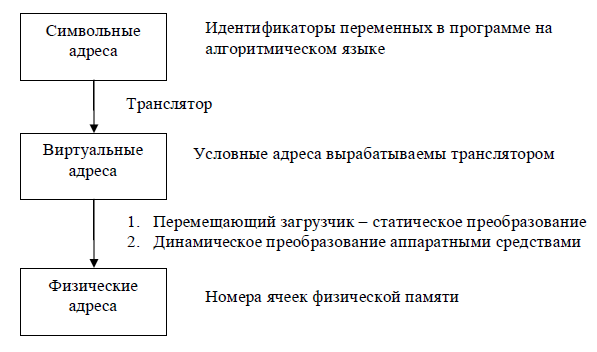 Символьные
адреса
Идентификаторы переменных в программе на
алгоритмическом языке
Транслятор
Виртуальные
адреса
Условные адреса вырабатываемы транслятором
1. Перемещающий загрузчик – статическое преобразование
2. Динамическое преобразование аппаратными средствами
Физические
адреса
Номера ячеек физической памяти